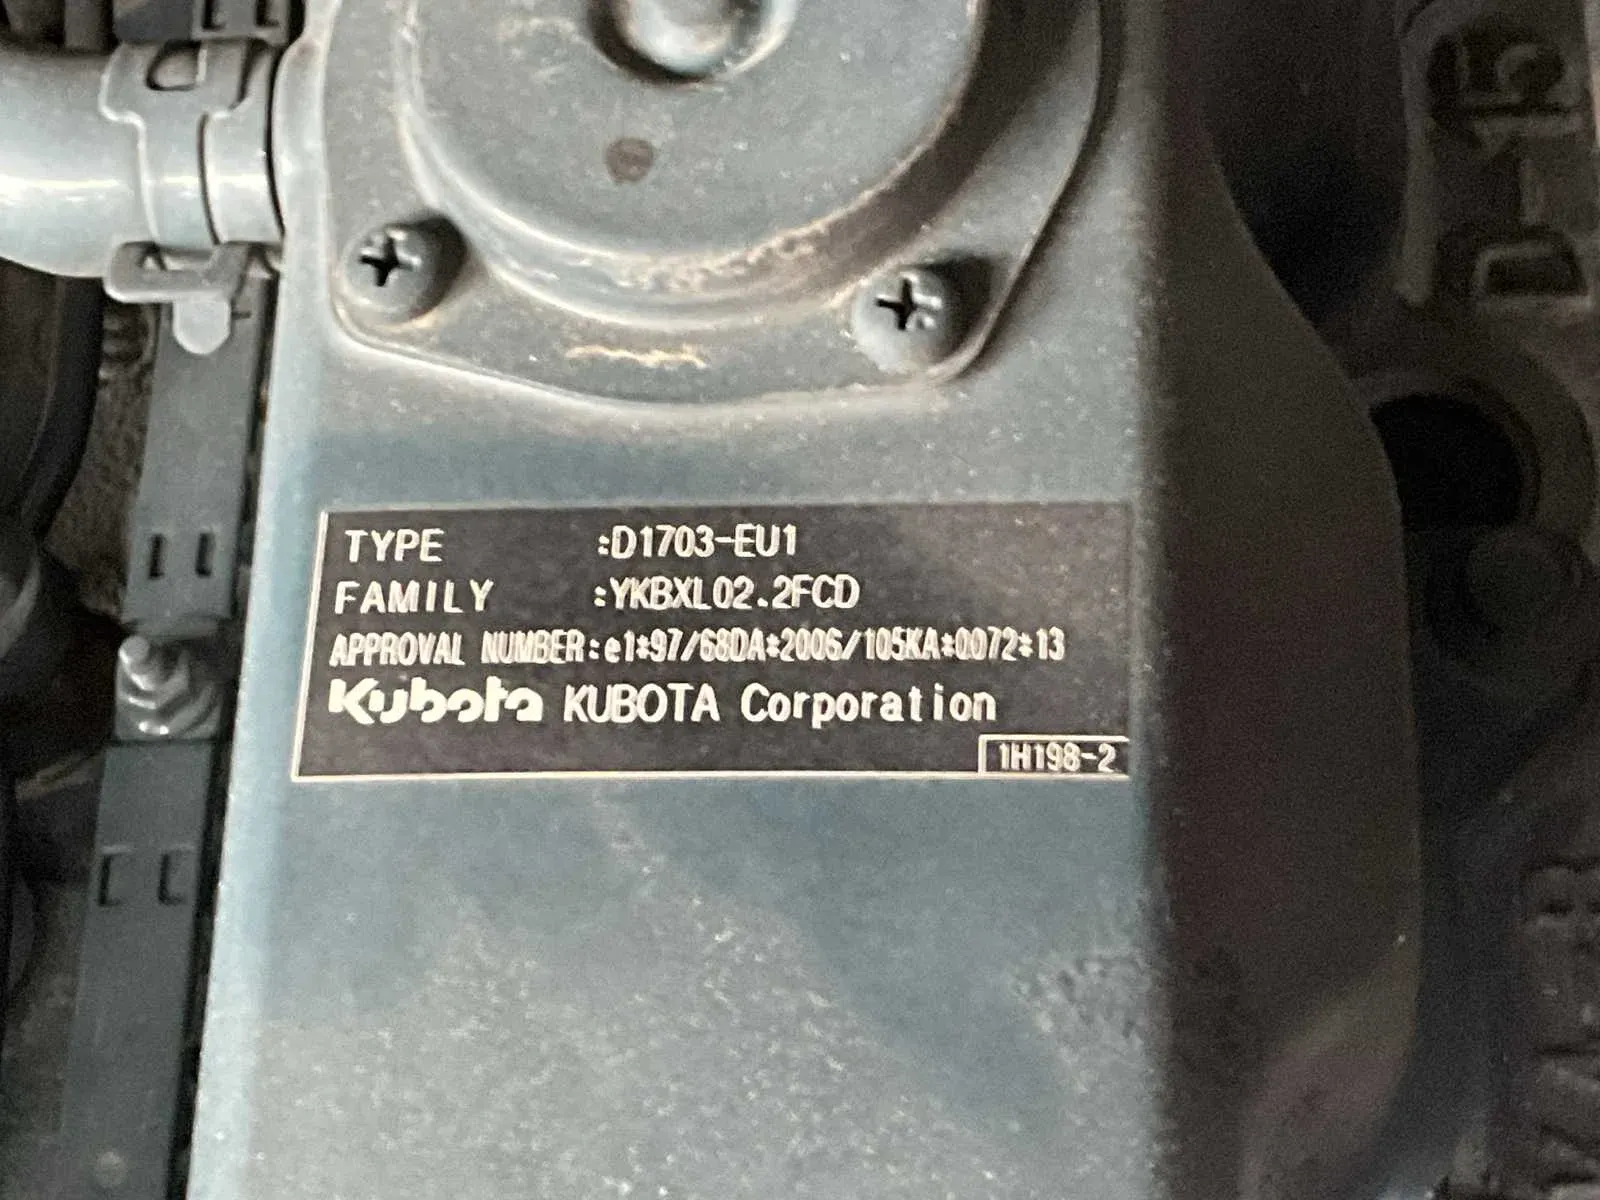 TYPE :D1703-EU1
FAMILY :YKBXL02.2FCD
APPROVAL NUMBER:e1*97/68DA*2006/105KA*0072*13
Kubota KUBOTA Corporation
1H198-2
D-15